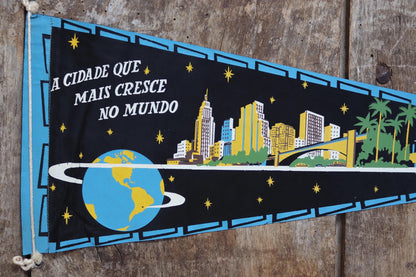 A CIDADE QUE
MAIS CRESCE
NO MUNDO